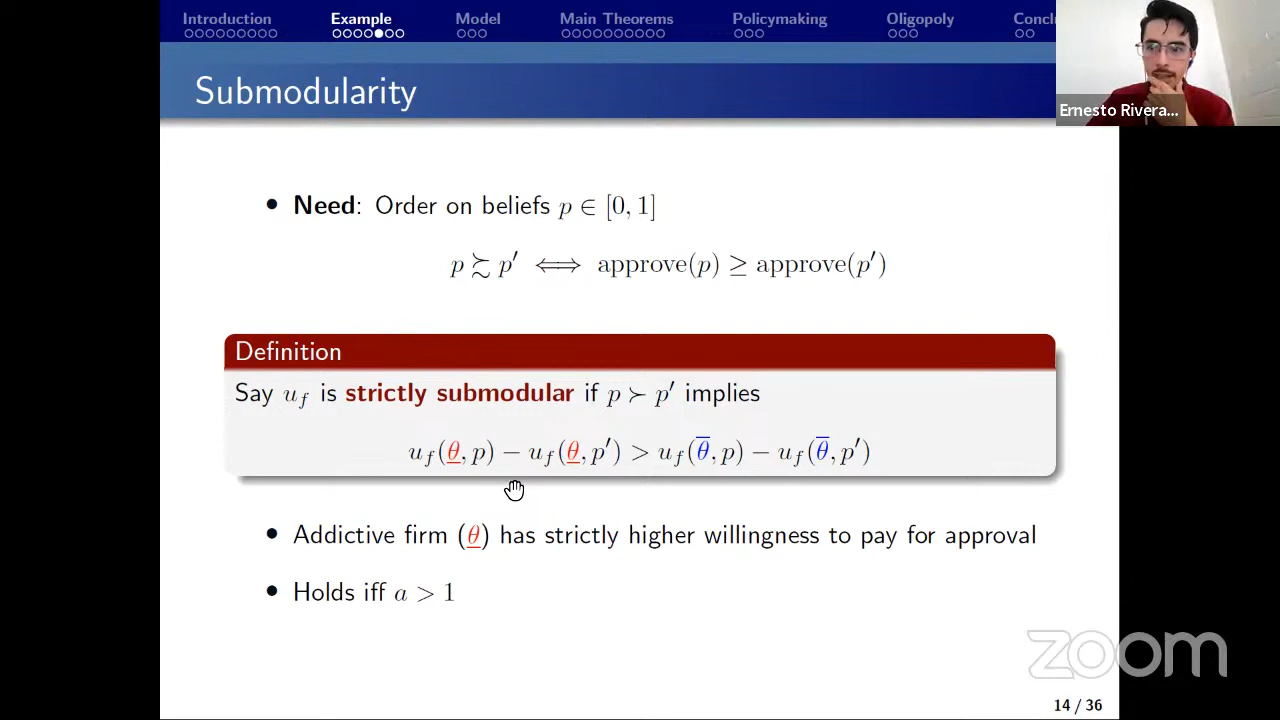 Introduction Example Model Main Theorems Policymaking Oligopoly Concl
Submodularity
Ernesto Rivera...
• Need: Order on beliefs p ∈ [0, 1]
p ≿ p′ ⟺ approve(p) ≥ approve(p′)
Definition
Say u_f is strictly submodular if p ≻ p′ implies
u_f(θ̲, p) − u_f(θ̲, p′) > u_f(θ̅, p) − u_f(θ̅, p′)
• Addictive firm (θ̲) has strictly higher willingness to pay for approval
• Holds iff a > 1
zoom
14 / 36